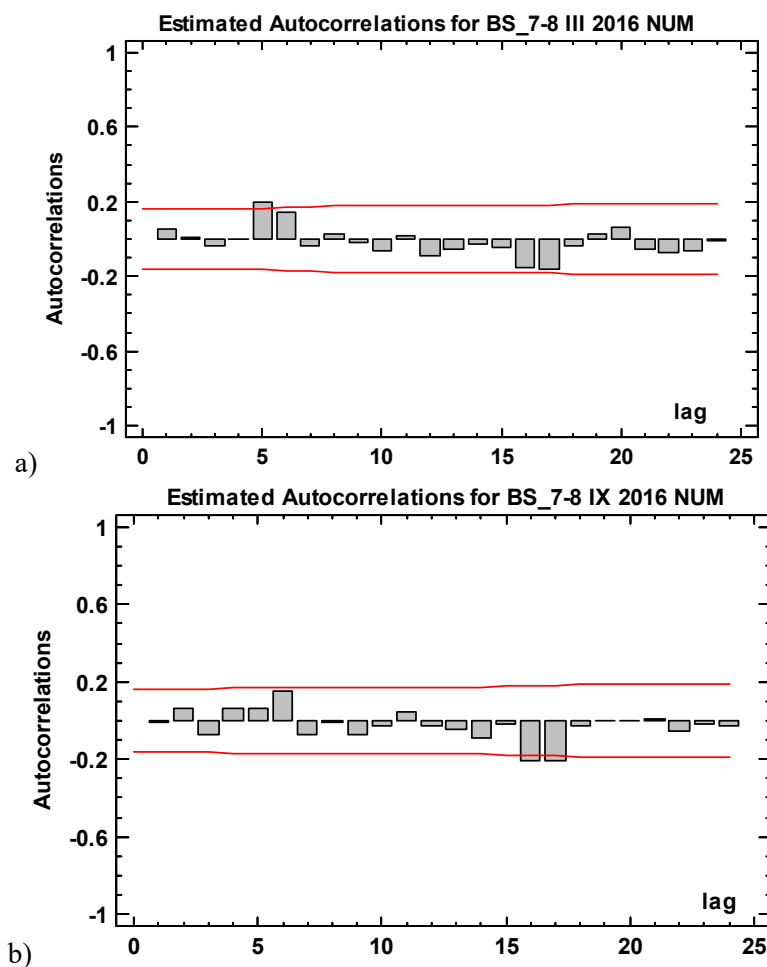 Estimated Autocorrelations for BS_7-8 III 2016 NUM
1
0.6
0.2
-0.2
-0.6
-1
Autocorrelations
lag
0 5 10 15 20 25
a)
Estimated Autocorrelations for BS_7-8 IX 2016 NUM
1
0.6
0.2
-0.2
-0.6
-1
Autocorrelations
lag
0 5 10 15 20 25
b)